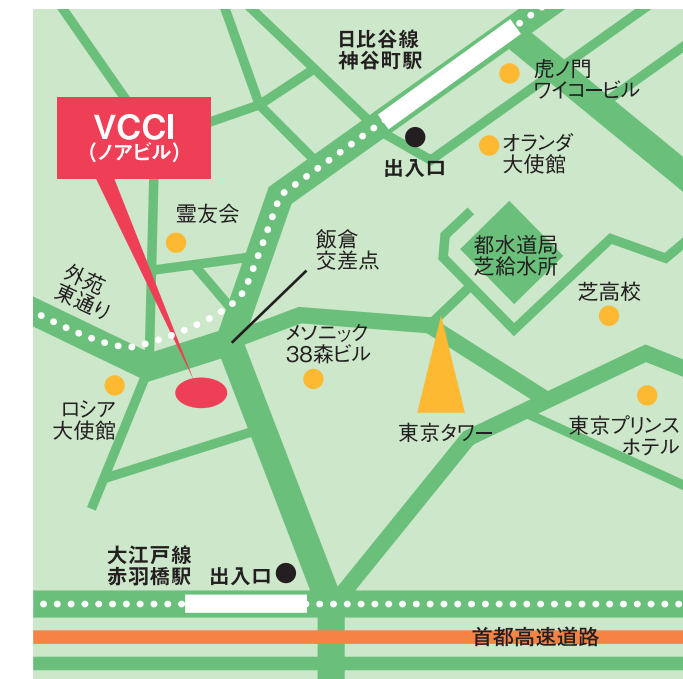 日比谷線
神谷町駅
虎ノ門
ワイコービル
VCCI
(ノアビル)
出入口
オランダ
大使館
霊友会
飯倉
交差点
都水道局
芝給水所
外苑
東通り
芝高校
メソニック
38森ビル
ロシア
大使館
東京タワー
東京プリンス
ホテル
大江戸線
赤羽橋駅
出入口
首都高速道路